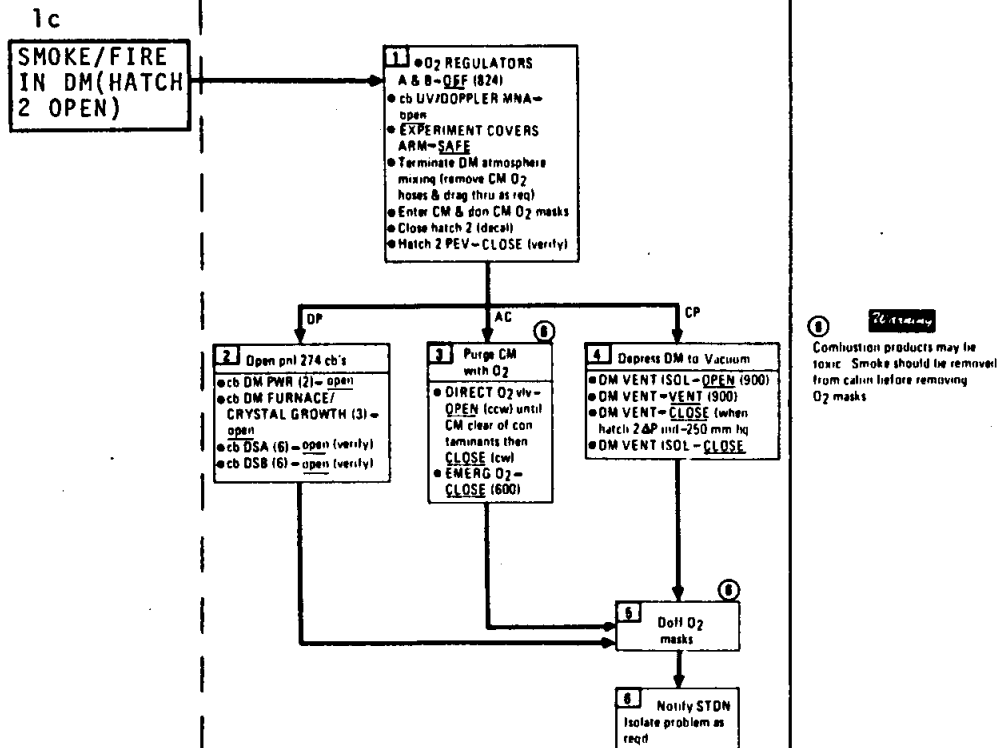 1c
SMOKE/FIRE
IN DM(HATCH
2 OPEN)
1 ● O2 REGULATORS
A & B–OFF (824)
● cb UV/DOPPLER MNA–
open
● EXPERIMENT COVERS
ARM–SAFE
● Terminate DM atmosphere
mixing (remove CM O2
hoses & drag thru as req)
● Enter CM & don CM O2 masks
● Close hatch 2 (decal)
● Hatch 2 PEV–CLOSE (verify)
DP
AC
CP
2 Open pnl 274 cb's
● cb DM PWR (2)–open
● cb DM FURNACE/
CRYSTAL GROWTH (3)–
open
● cb DSA (6)–open (verify)
● cb DSB (6)–open (verify)
3 Purge CM
with O2
● DIRECT O2 vlv–
OPEN (ccw) until
CM clear of con
taminants then
CLOSE (cw)
● EMERG O2–
CLOSE (600)
4 Depress DM to Vacuum
● DM VENT ISOL–OPEN (900)
● DM VENT–VENT (900)
● DM VENT–CLOSE (when
hatch 2 ΔP ind–250 mm hg
● DM VENT ISOL–CLOSE
Warning
Combustion products may be
toxic Smoke should be removed
from cabin before removing
O2 masks
5 Doff O2
masks
6 Notify STDN
Isolate problem as
reqd